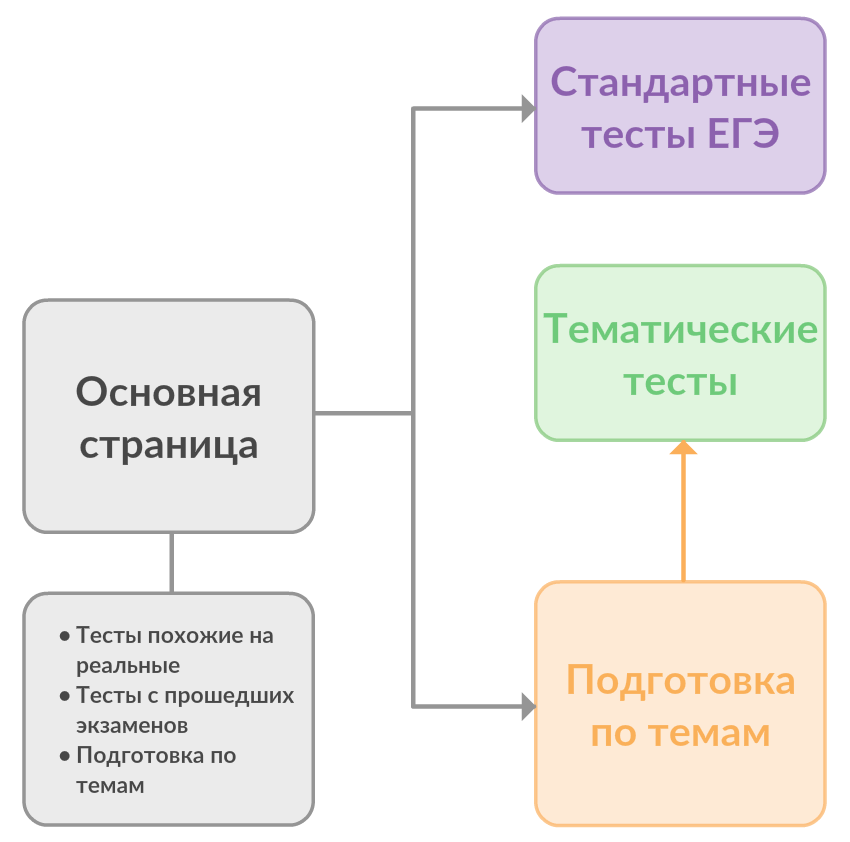 Стандартные
тесты ЕГЭ
Тематические
тесты
Основная
страница
• Тесты похожие на
реальные
• Тесты с прошедших
экзаменов
• Подготовка по
темам
Подготовка
по темам